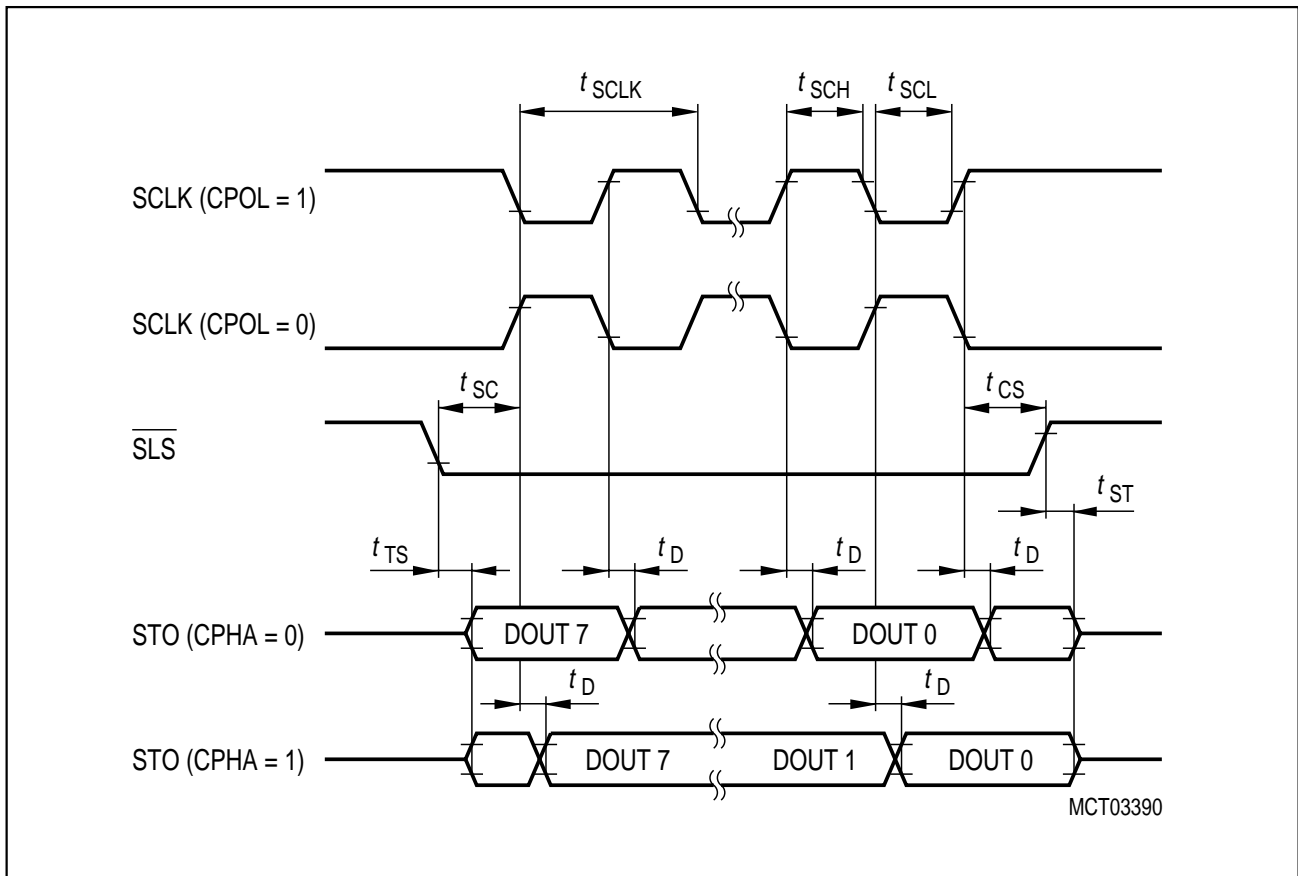 t SCLK
t SCH
t SCL
SCLK (CPOL = 1)
SCLK (CPOL = 0)
t SC
t CS
SLS
t ST
t TS
t D
t D
t D
STO (CPHA = 0)
DOUT 7
DOUT 0
t D
t D
STO (CPHA = 1)
DOUT 7
DOUT 1
DOUT 0
MCT03390